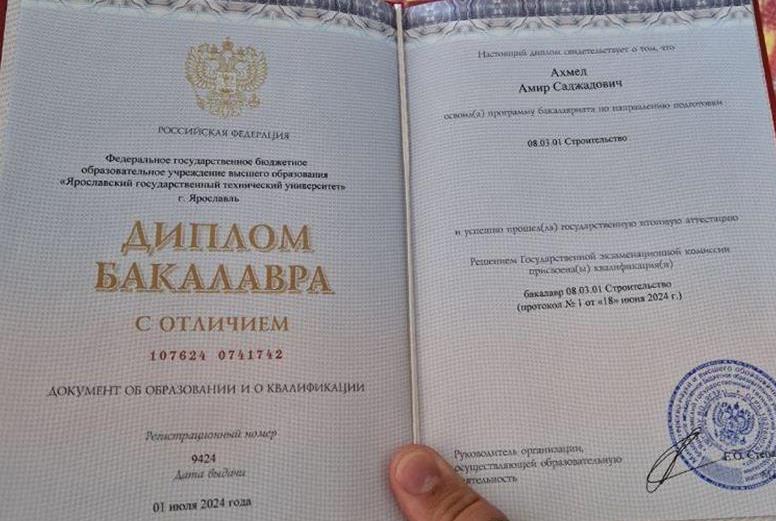 РОССИЙСКАЯ ФЕДЕРАЦИЯ
Федеральное государственное бюджетное
образовательное учреждение высшего образования
«Ярославский государственный технический университет»
г. Ярославль
ДИПЛОМ
БАКАЛАВРА
С ОТЛИЧИЕМ
107624 0741742
ДОКУМЕНТ ОБ ОБРАЗОВАНИИ И О КВАЛИФИКАЦИИ
Регистрационный номер
9424
Дата выдачи
01 июля 2024 года
Настоящий диплом свидетельствует о том, что
Ахмед
Амир Саджадович
освоил(а) программу бакалавриата по направлению подготовки
08.03.01 Строительство
и успешно прошел(ла) государственную итоговую аттестацию
Решением Государственной экзаменационной комиссии
присвоена(ы) квалификация(и)
бакалавр 08.03.01 Строительство
(протокол № 1 от «18» июня 2024 г.)
Руководитель организации,
осуществляющей образовательную
деятельность
Е.О. Степа